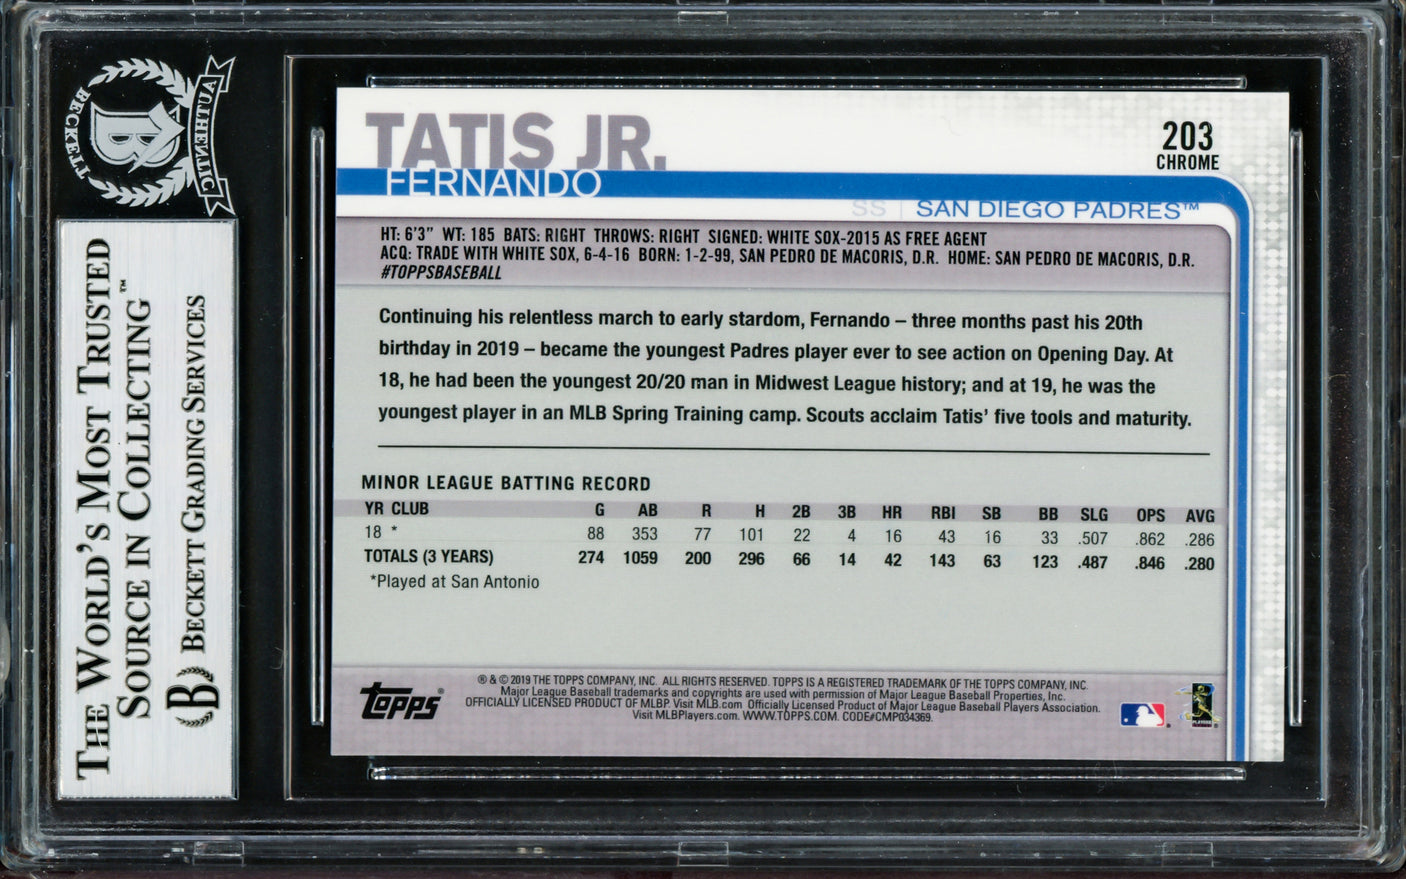 BECKETT
AUTHENTIC
B
THE WORLD'S MOST TRUSTED
SOURCE IN COLLECTING™
B BECKETT GRADING SERVICES
TATIS JR.
FERNANDO
203
CHROME
SS | SAN DIEGO PADRES™
HT: 6'3" WT: 185 BATS: RIGHT THROWS: RIGHT SIGNED: WHITE SOX-2015 AS FREE AGENT
ACQ: TRADE WITH WHITE SOX, 6-4-16 BORN: 1-2-99, SAN PEDRO DE MACORIS, D.R. HOME: SAN PEDRO DE MACORIS, D.R.
#TOPPSBASEBALL
Continuing his relentless march to early stardom, Fernando – three months past his 20th
birthday in 2019 – became the youngest Padres player ever to see action on Opening Day. At
18, he had been the youngest 20/20 man in Midwest League history; and at 19, he was the
youngest player in an MLB Spring Training camp. Scouts acclaim Tatis' five tools and maturity.
MINOR LEAGUE BATTING RECORD
YR CLUB G AB R H 2B 3B HR RBI SB BB SLG OPS AVG
18 * 88 353 77 101 22 4 16 43 16 33 .507 .862 .286
TOTALS (3 YEARS) 274 1059 200 296 66 14 42 143 63 123 .487 .846 .280
*Played at San Antonio
® & © 2019 THE TOPPS COMPANY, INC. ALL RIGHTS RESERVED. TOPPS IS A REGISTERED TRADEMARK OF THE TOPPS COMPANY, INC.
Major League Baseball trademarks and copyrights are used with permission of Major League Baseball Properties, Inc.
OFFICIALLY LICENSED PRODUCT OF MLBP. Visit MLB.com Officially Licensed Product of Major League Baseball Players Association.
Visit MLBPlayers.com. WWW.TOPPS.COM. CODE#CMP034369.
Topps®